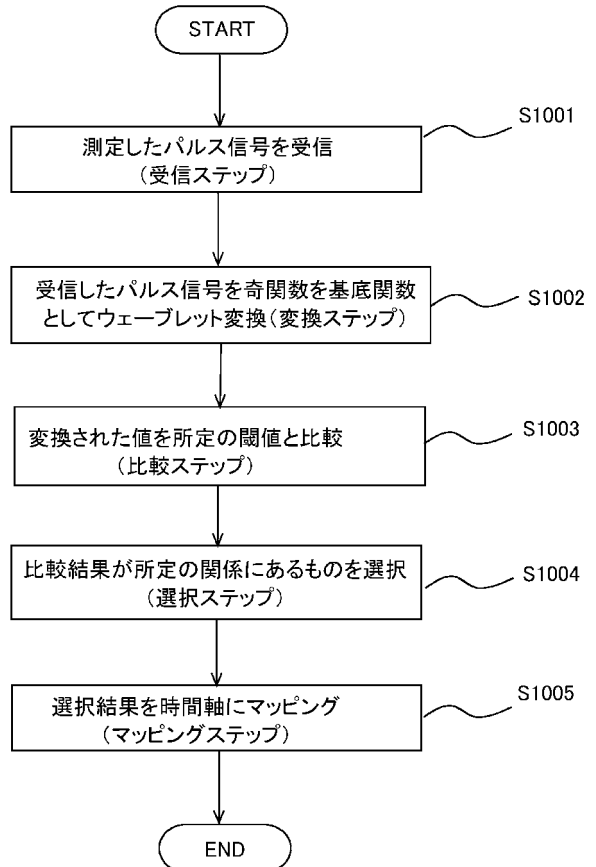 START
S1001
測定したパルス信号を受信
(受信ステップ)
受信したパルス信号を奇関数を基底関数
としてウェーブレット変換(変換ステップ)
S1002
変換された値を所定の閾値と比較
(比較ステップ)
S1003
比較結果が所定の関係にあるものを選択
(選択ステップ)
S1004
選択結果を時間軸にマッピング
(マッピングステップ)
S1005
END